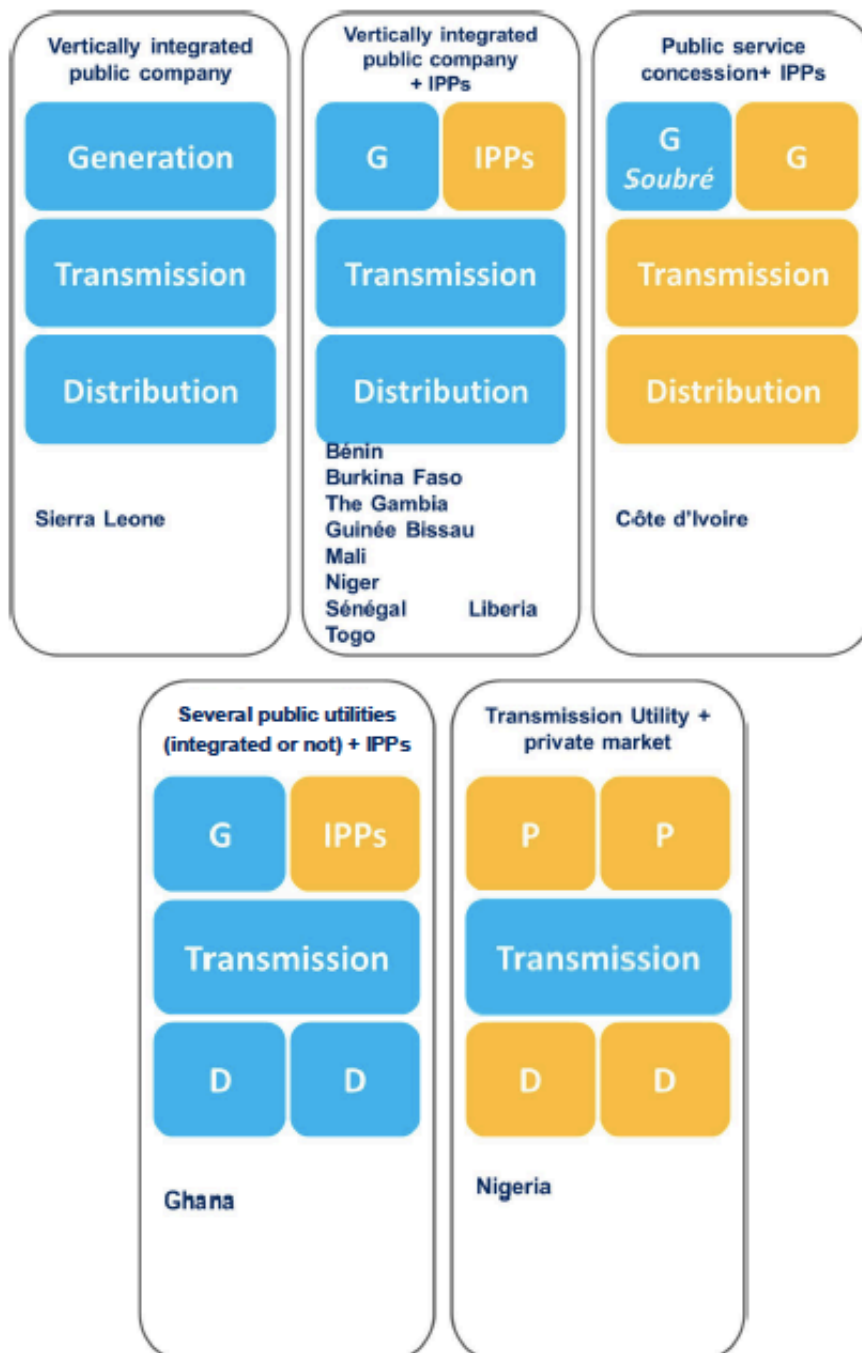 Vertically integrated
public company
Generation
Transmission
Distribution
Sierra Leone
Vertically integrated
public company
+ IPPs
G
IPPs
Transmission
Distribution
Bénin
Burkina Faso
The Gambia
Guinée Bissau
Mali
Niger
Sénégal Liberia
Togo
Public service
concession+ IPPs
G
Soubré
G
Transmission
Distribution
Côte d'Ivoire
Several public utilities
(integrated or not) + IPPs
G
IPPs
Transmission
D
D
Ghana
Transmission Utility +
private market
P
P
Transmission
D
D
Nigeria